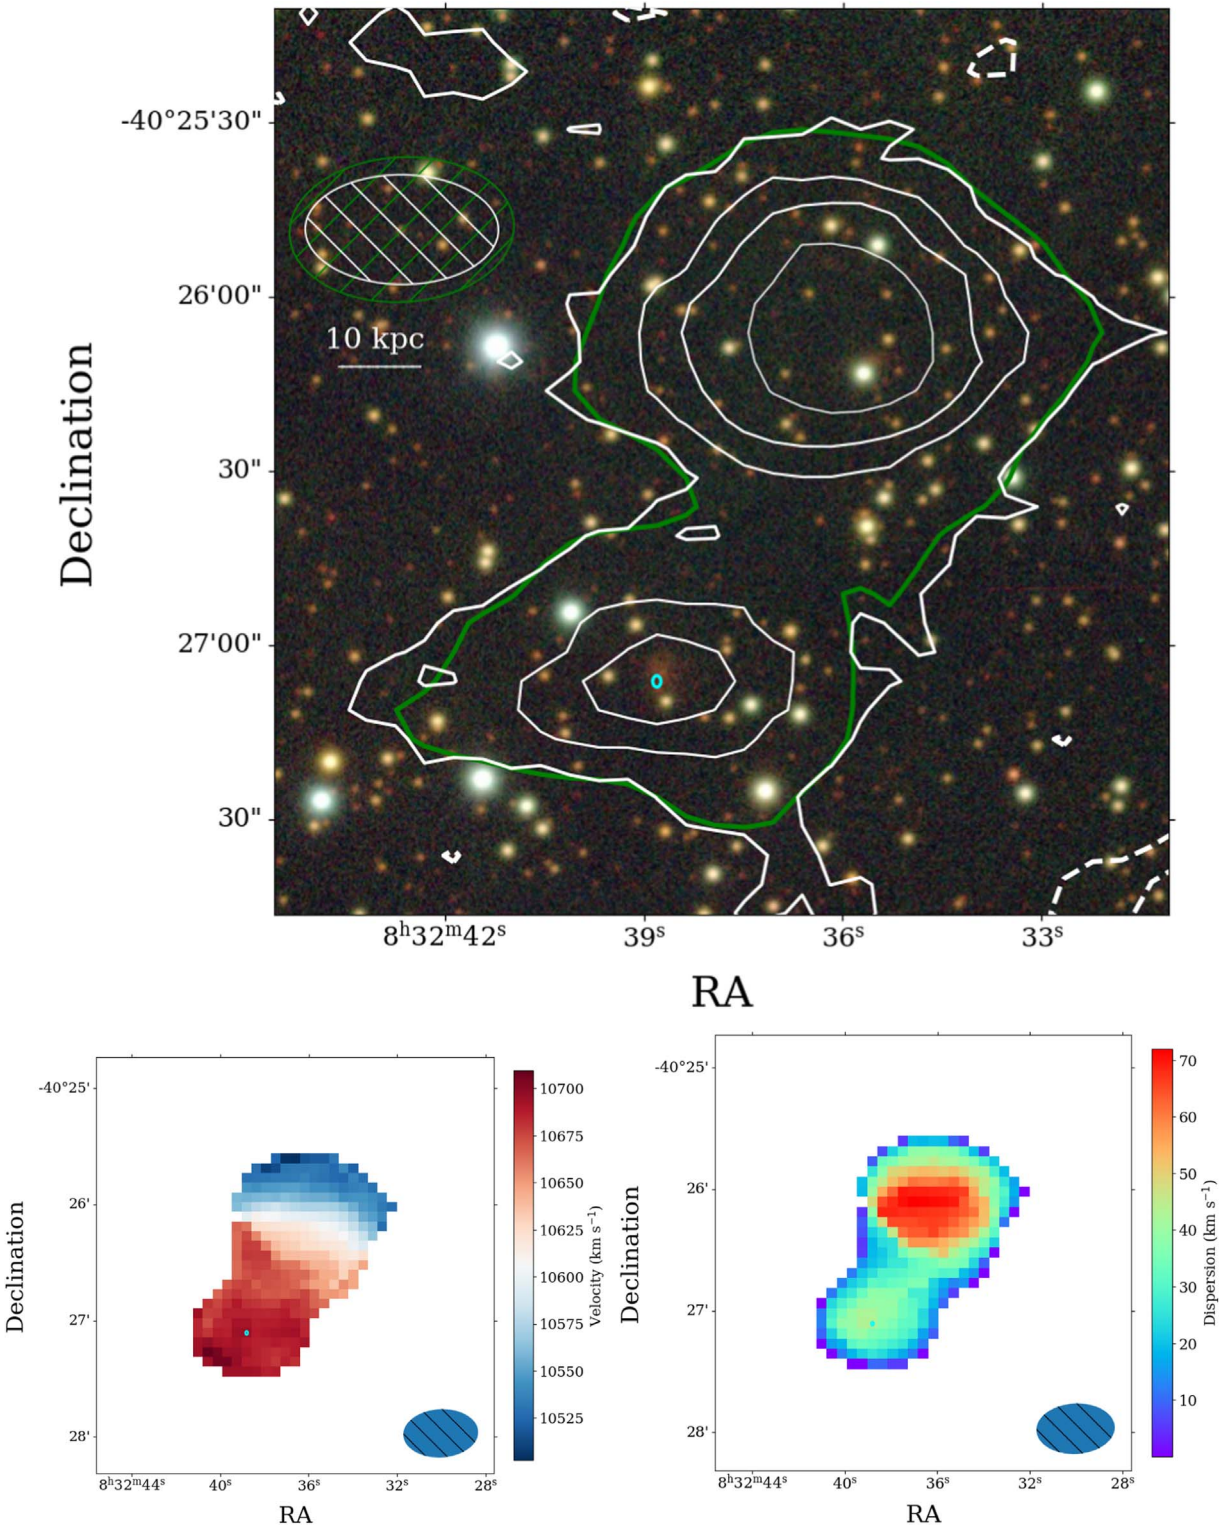 -40°25'30"
26'00"
10 kpc
30"
27'00"
30"
Declination
8ʰ32ᵐ42ˢ 39ˢ 36ˢ 33ˢ
RA
-40°25'
26'
27'
28'
Declination
8ʰ32ᵐ44ˢ 40ˢ 36ˢ 32ˢ 28ˢ
RA
10700
10675
10650
10625
10600
10575
10550
10525
Velocity (km s⁻¹)
-40°25'
26'
27'
28'
Declination
8ʰ32ᵐ44ˢ 40ˢ 36ˢ 32ˢ 28ˢ
RA
70
60
50
40
30
20
10
Dispersion (km s⁻¹)